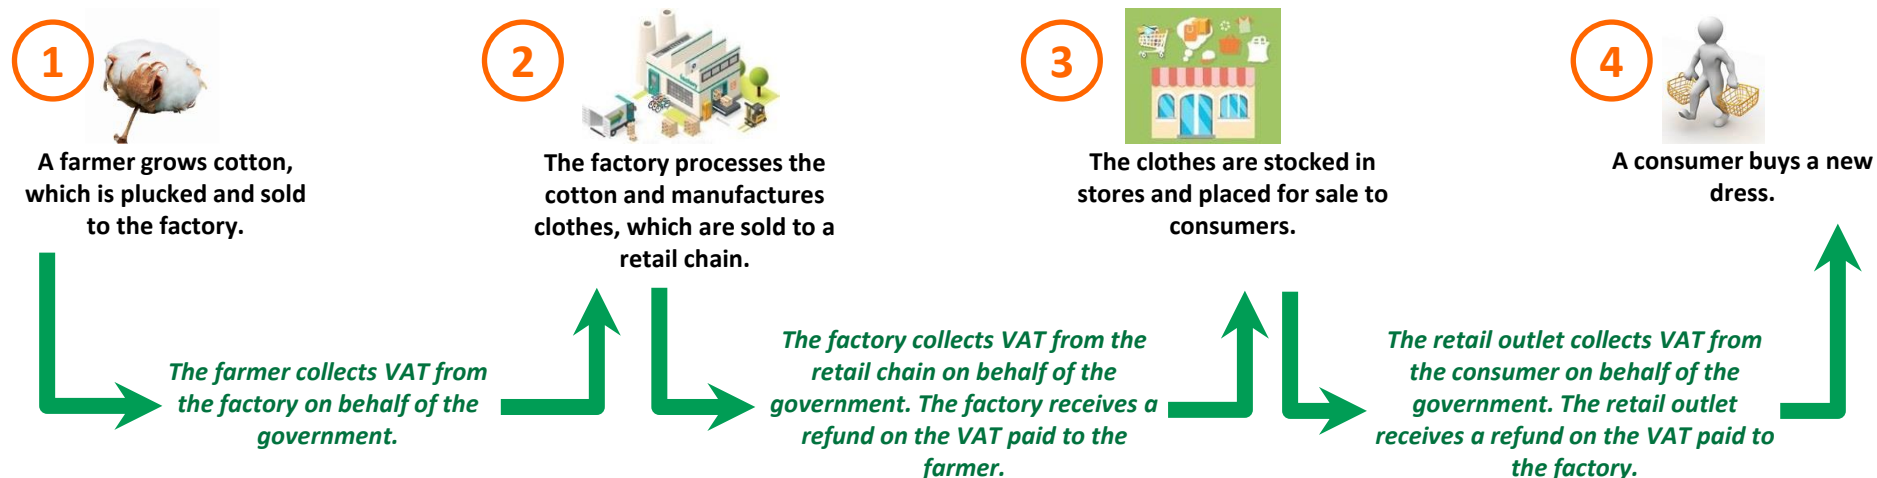 1
A farmer grows cotton,
which is plucked and sold
to the factory.
The farmer collects VAT from
the factory on behalf of the
government.
2
The factory processes the
cotton and manufactures
clothes, which are sold to a
retail chain.
The factory collects VAT from the
retail chain on behalf of the
government. The factory receives a
refund on the VAT paid to the
farmer.
3
The clothes are stocked in
stores and placed for sale to
consumers.
The retail outlet collects VAT from
the consumer on behalf of the
government. The retail outlet
receives a refund on the VAT paid to
the factory.
4
A consumer buys a new
dress.